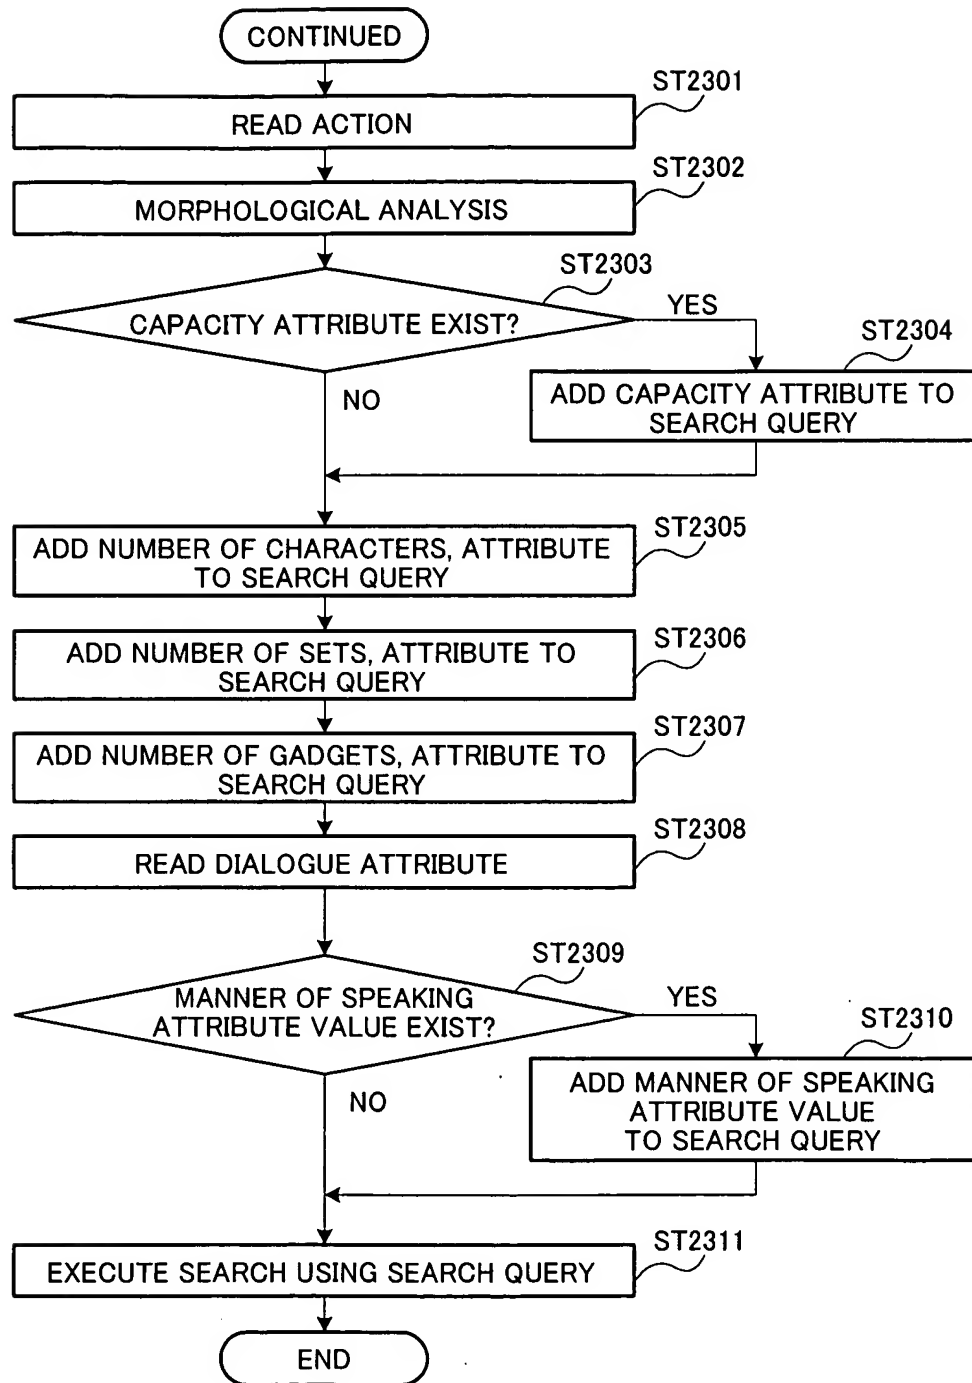 CONTINUED
ST2301
READ ACTION
ST2302
MORPHOLOGICAL ANALYSIS
ST2303
CAPACITY ATTRIBUTE EXIST?
YES
ST2304
ADD CAPACITY ATTRIBUTE TO
SEARCH QUERY
NO
ST2305
ADD NUMBER OF CHARACTERS, ATTRIBUTE
TO SEARCH QUERY
ST2306
ADD NUMBER OF SETS, ATTRIBUTE TO
SEARCH QUERY
ST2307
ADD NUMBER OF GADGETS, ATTRIBUTE TO
SEARCH QUERY
ST2308
READ DIALOGUE ATTRIBUTE
ST2309
MANNER OF SPEAKING
ATTRIBUTE VALUE EXIST?
YES
ST2310
ADD MANNER OF SPEAKING
ATTRIBUTE VALUE
TO SEARCH QUERY
NO
ST2311
EXECUTE SEARCH USING SEARCH QUERY
END